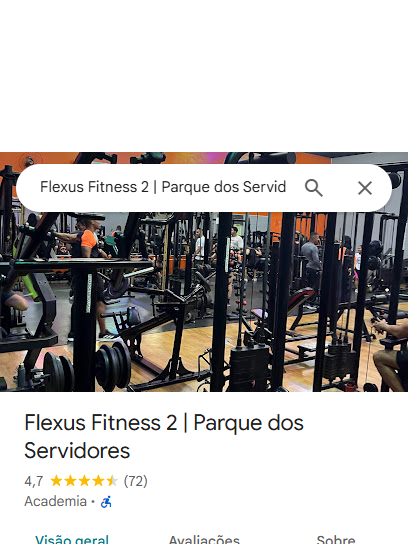 Flexus Fitness 2 | Parque dos Servid
Flexus Fitness 2 | Parque dos
Servidores
4,7 (72)
Academia ·
Visão geral Avaliações Sobre